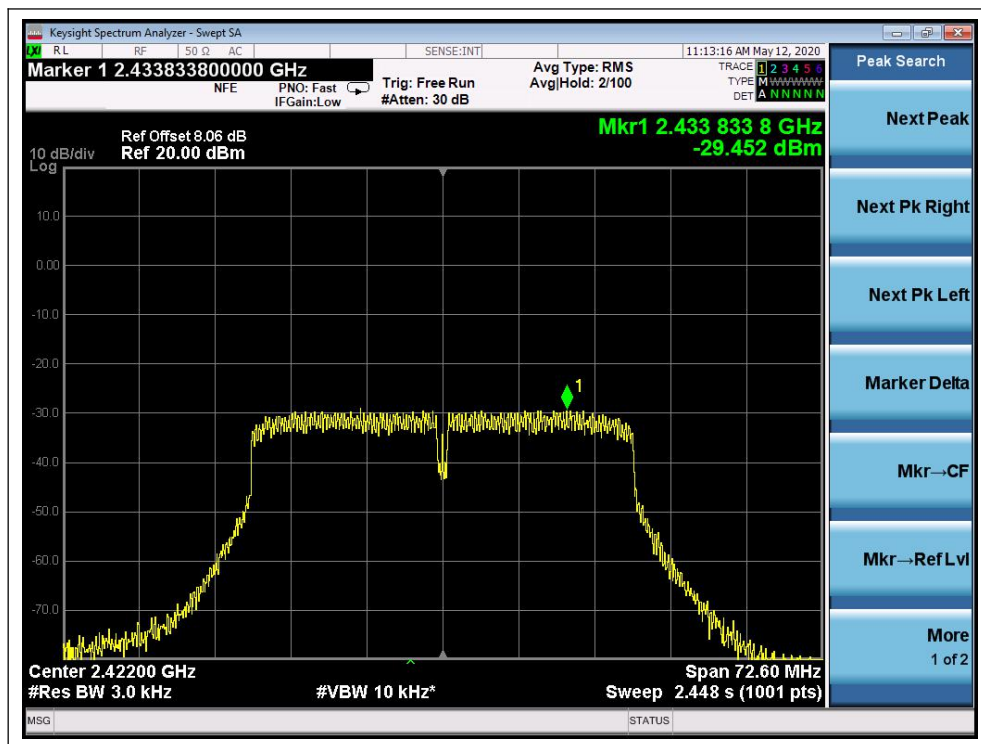 Keysight Spectrum Analyzer - Swept SA
LXI RL RF 50 Ω AC SENSE:INT 11:13:16 AM May 12, 2020
Marker 1 2.433833800000 GHz
NFE
PNO: Fast
IFGain:Low
Trig: Free Run
#Atten: 30 dB
Avg Type: RMS
Avg|Hold: 2/100
TRACE 1 2 3 4 5 6
TYPE M WWWWW
DET A N N N N N
Peak Search
Next Peak
Next Pk Right
Next Pk Left
Marker Delta
Mkr→CF
Mkr→Ref Lvl
More
1 of 2
Mkr1 2.433 833 8 GHz
-29.452 dBm
Ref Offset 8.06 dB
10 dB/div Ref 20.00 dBm
Log
10.0
0.00
-10.0
-20.0
1
-30.0
-40.0
-50.0
-60.0
-70.0
Center 2.42200 GHz Span 72.60 MHz
#Res BW 3.0 kHz #VBW 10 kHz* Sweep 2.448 s (1001 pts)
MSG STATUS